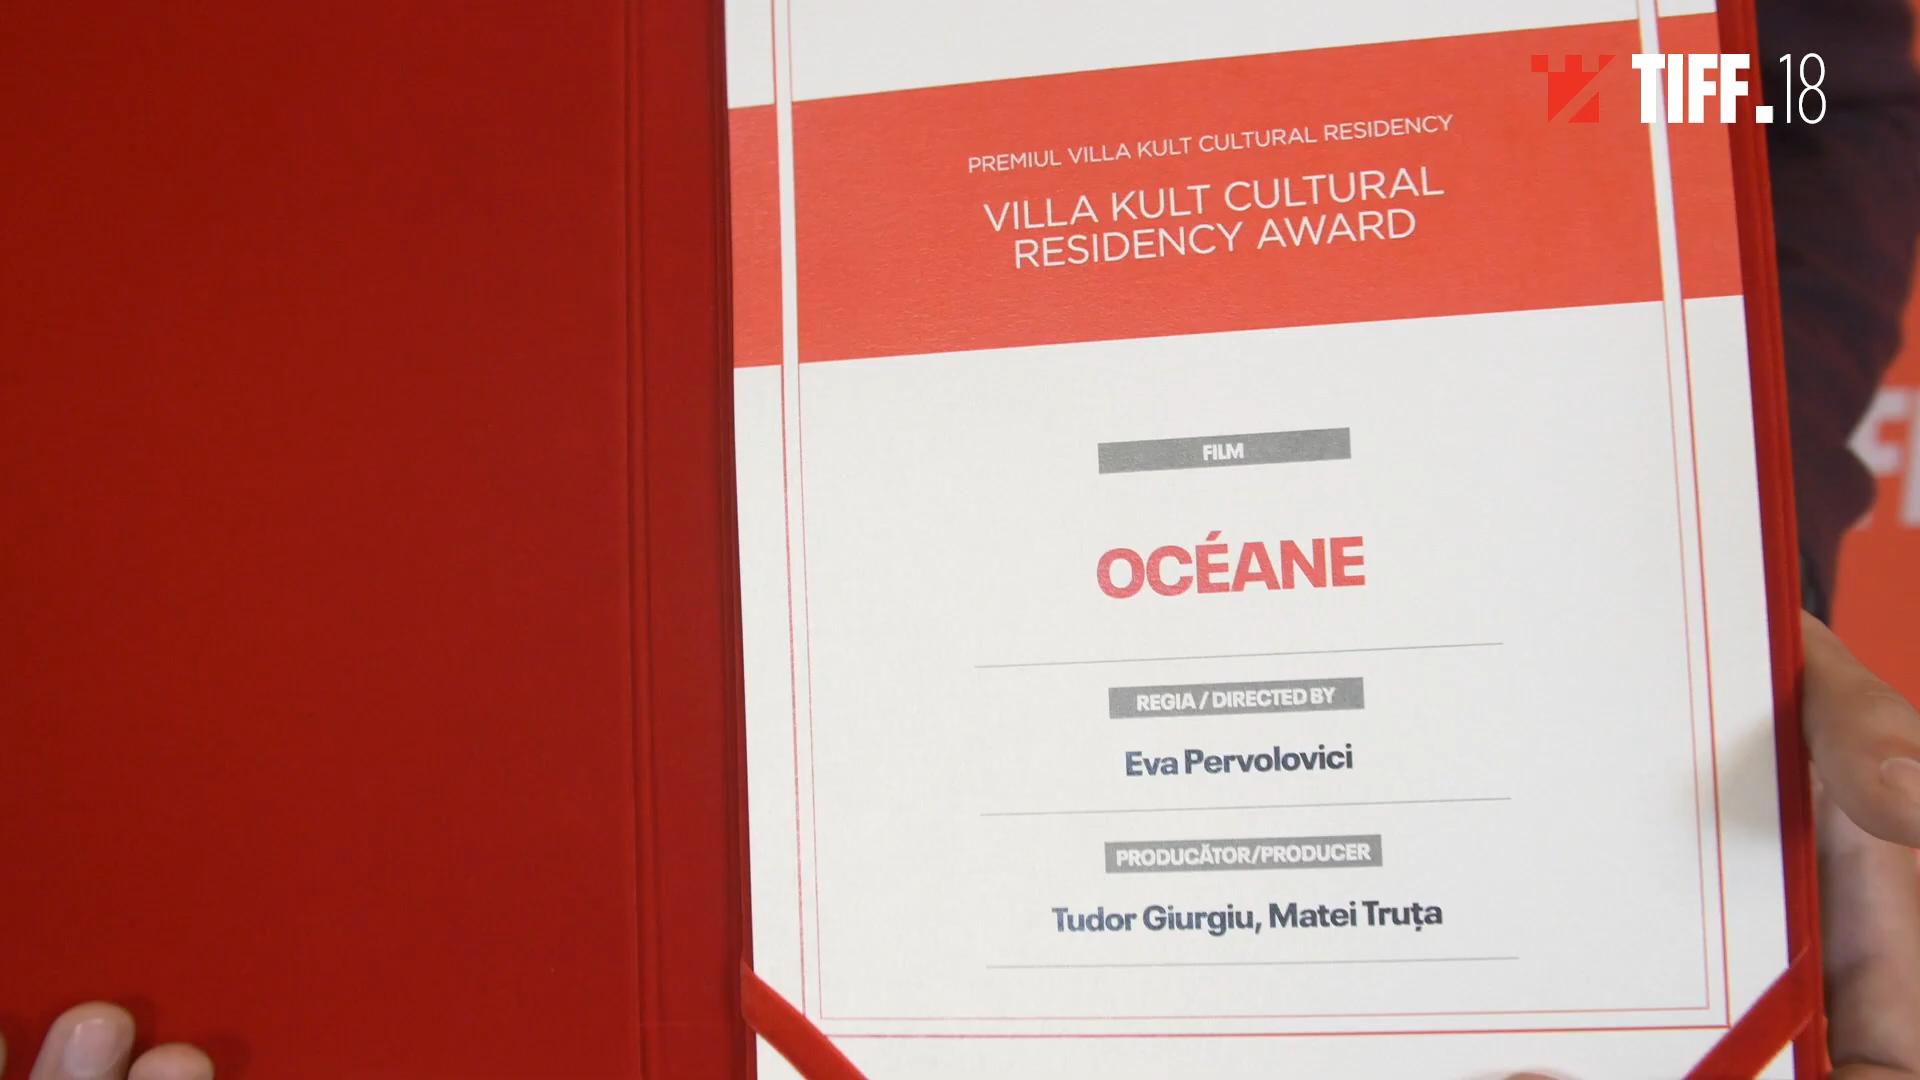 TIFF.18
PREMIUL VILLA KULT CULTURAL RESIDENCY
VILLA KULT CULTURAL
RESIDENCY AWARD
FILM
OCÉANE
REGIA / DIRECTED BY
Eva Pervolovici
PRODUCĂTOR/PRODUCER
Tudor Giurgiu, Matei Truța